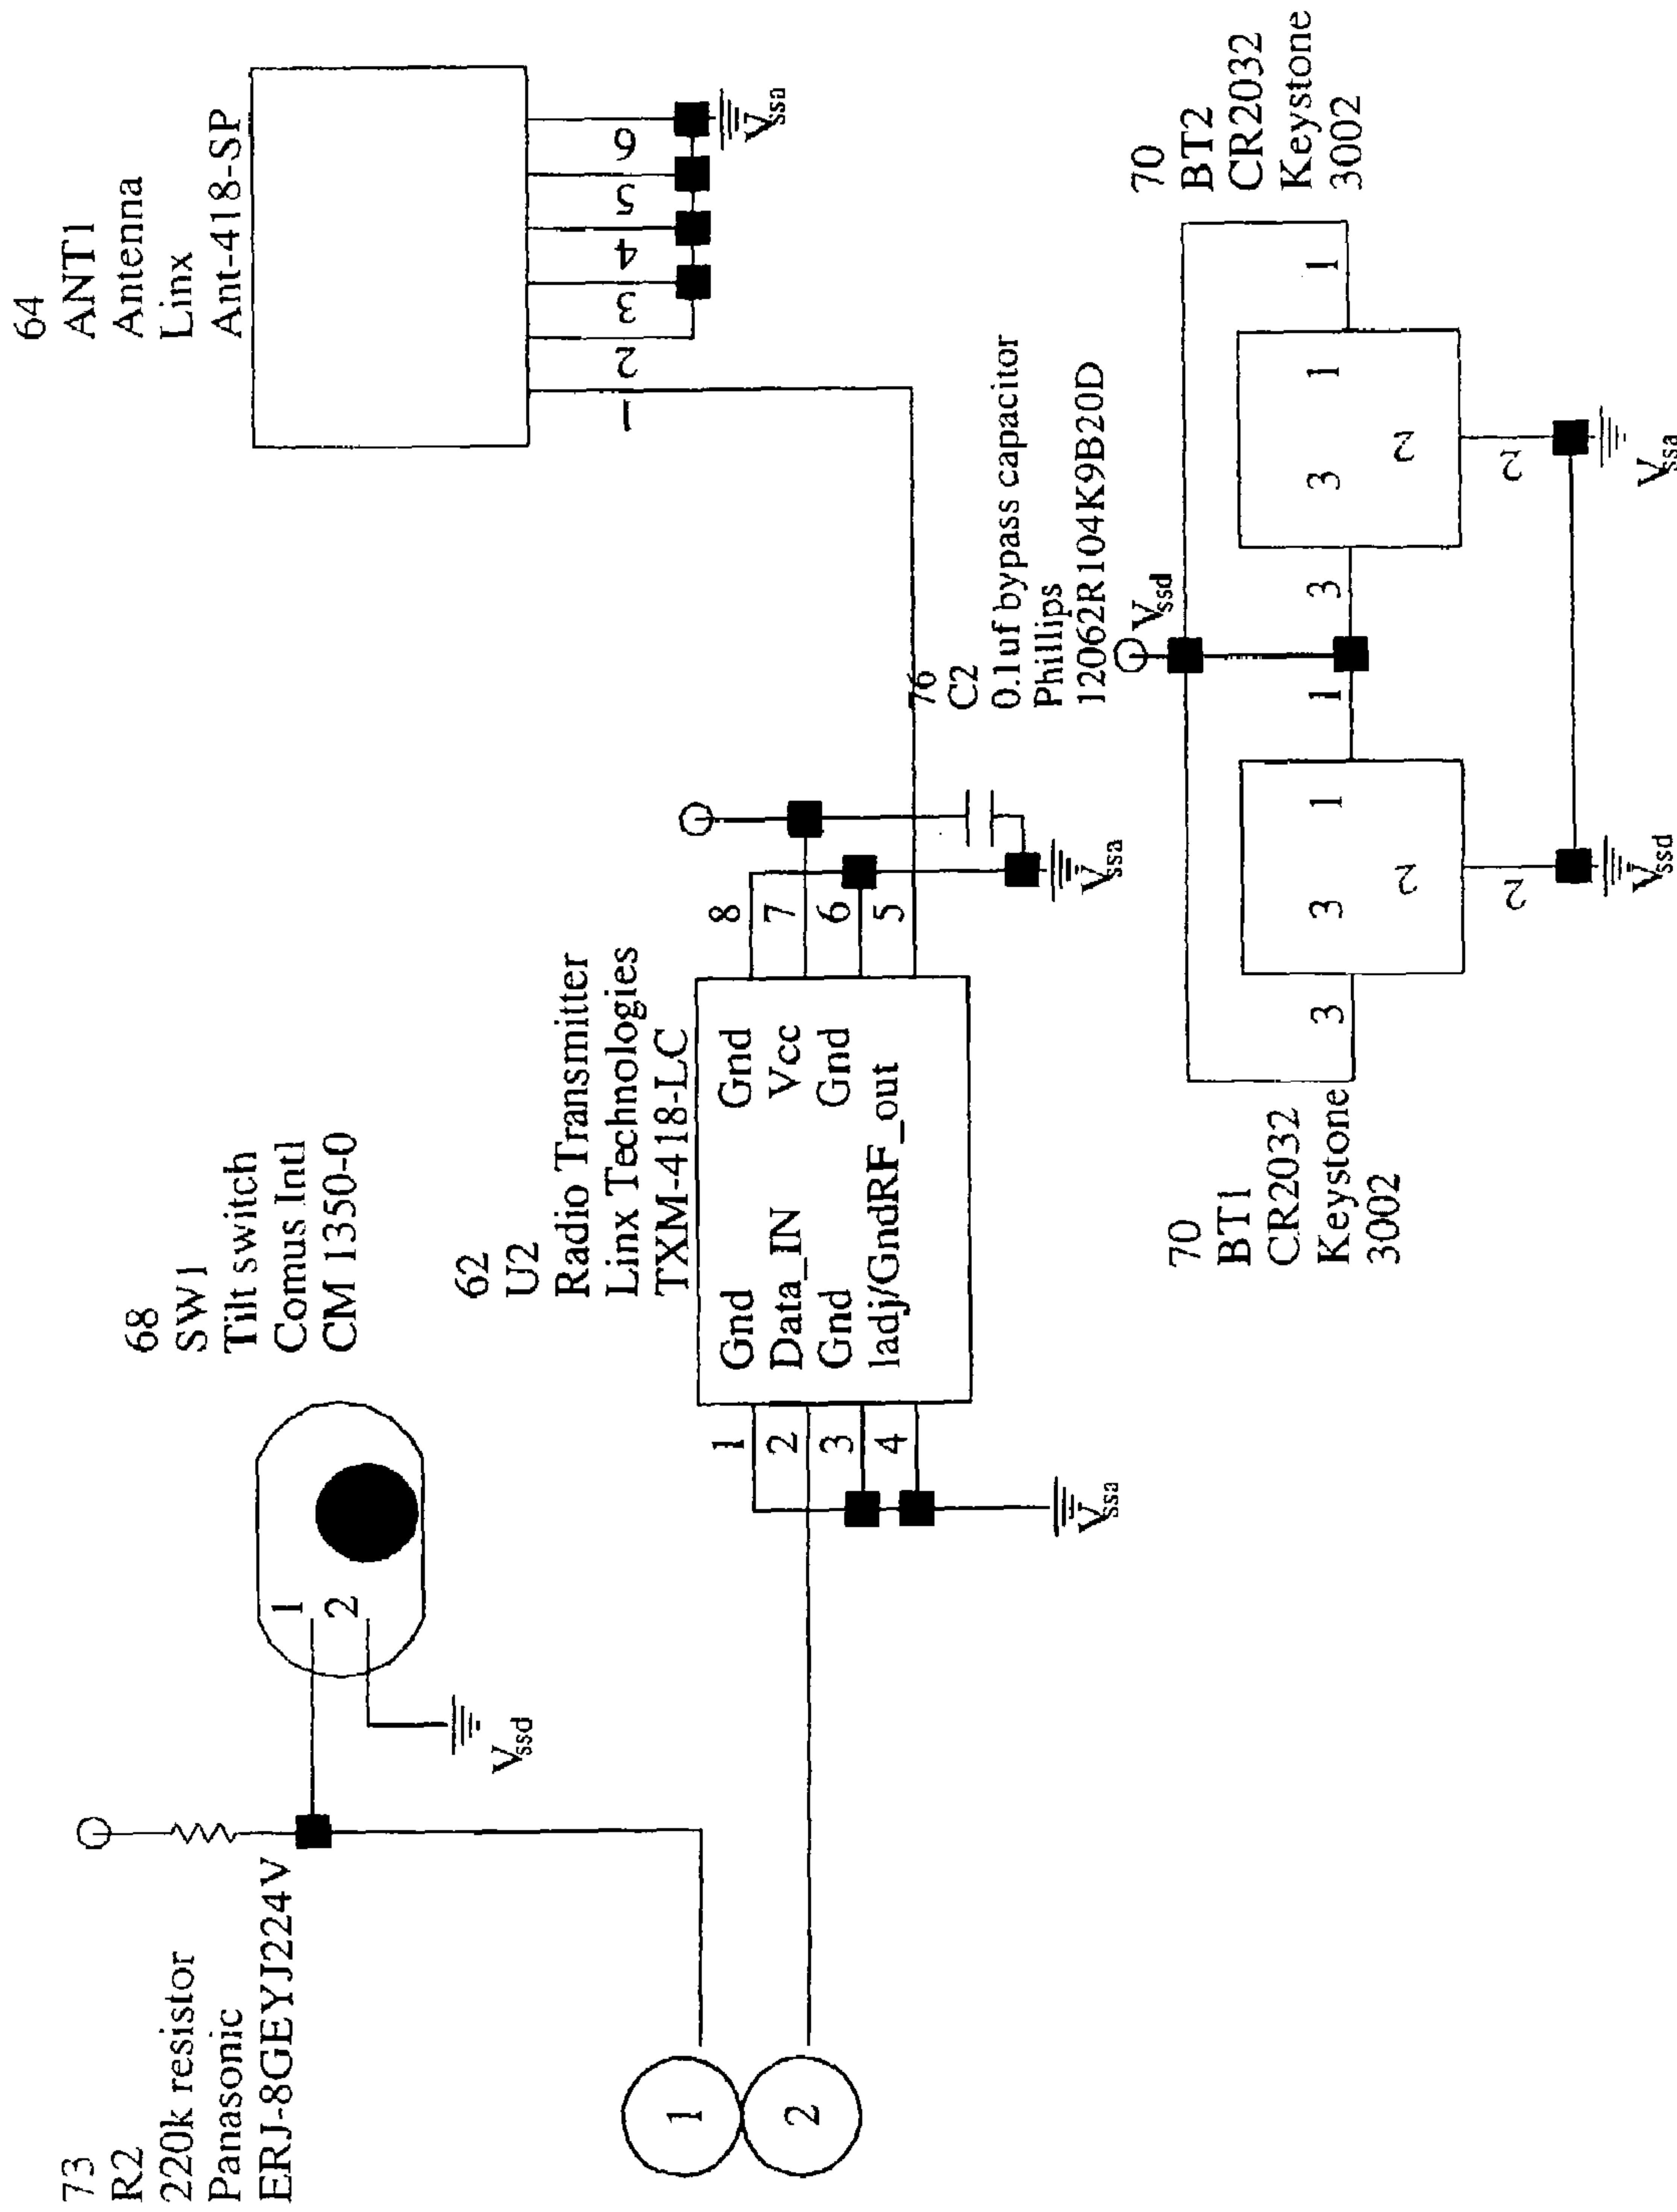 73
R2
220k resistor
Panasonic
ERJ-8GEYJ224V
68
SW1
Tilt switch
Comus Intl
CM 1350-0
1
2
Vssd
64
ANT1
Antenna
Linx
Ant-418-SP
1
2
3
4
5
6
Vssa
1
2
62
U2
Radio Transmitter
Linx Technologies
TXM-418-LC
1
2
3
4
Gnd
Data_IN
Gnd
ladj/GndRF_out
Gnd
Vcc
Gnd
8
7
6
5
Vssa
Vssa
76
C2
0.1uf bypass capacitor
Phillips
12062R104K9B20D
70
BT1
CR2032
Keystone
3002
3
3
1
1
2
2
Vssd
Vssd
3
3
1
1
2
2
Vssa
70
BT2
CR2032
Keystone
3002